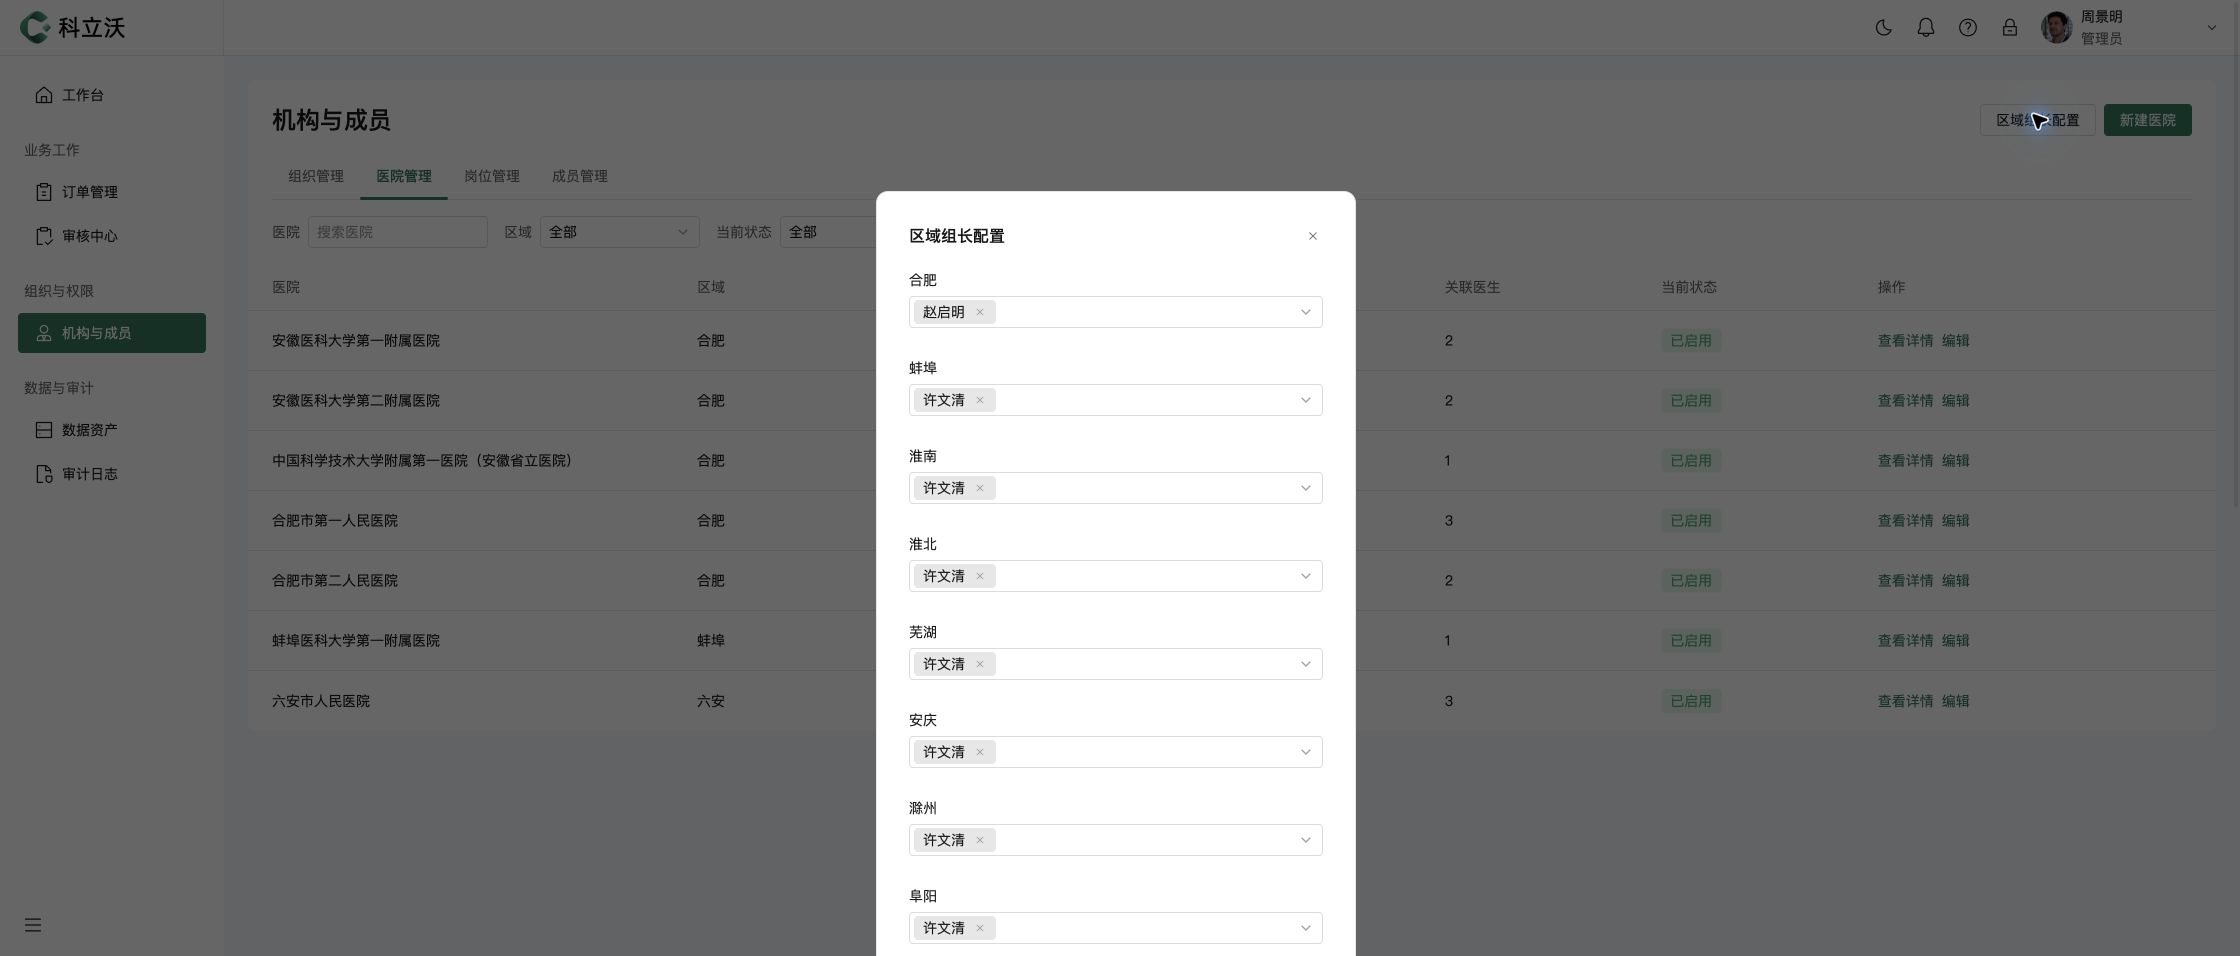 科立沃
周景明
管理员
工作台
业务工作
订单管理
审核中心
组织与权限
机构与成员
数据与审计
数据资产
审计日志
机构与成员
区域组长配置
新建医院
组织管理 医院管理 岗位管理 成员管理
医院 搜索医院 区域 全部 当前状态 全部
医院 区域 关联医生 当前状态 操作
安徽医科大学第一附属医院 合肥 2 已启用 查看详情 编辑
安徽医科大学第二附属医院 合肥 2 已启用 查看详情 编辑
中国科学技术大学附属第一医院（安徽省立医院） 合肥 1 已启用 查看详情 编辑
合肥市第一人民医院 合肥 3 已启用 查看详情 编辑
合肥市第二人民医院 合肥 2 已启用 查看详情 编辑
蚌埠医科大学第一附属医院 蚌埠 1 已启用 查看详情 编辑
六安市人民医院 六安 3 已启用 查看详情 编辑
区域组长配置
合肥
赵启明
蚌埠
许文清
淮南
许文清
淮北
许文清
芜湖
许文清
安庆
许文清
滁州
许文清
阜阳
许文清